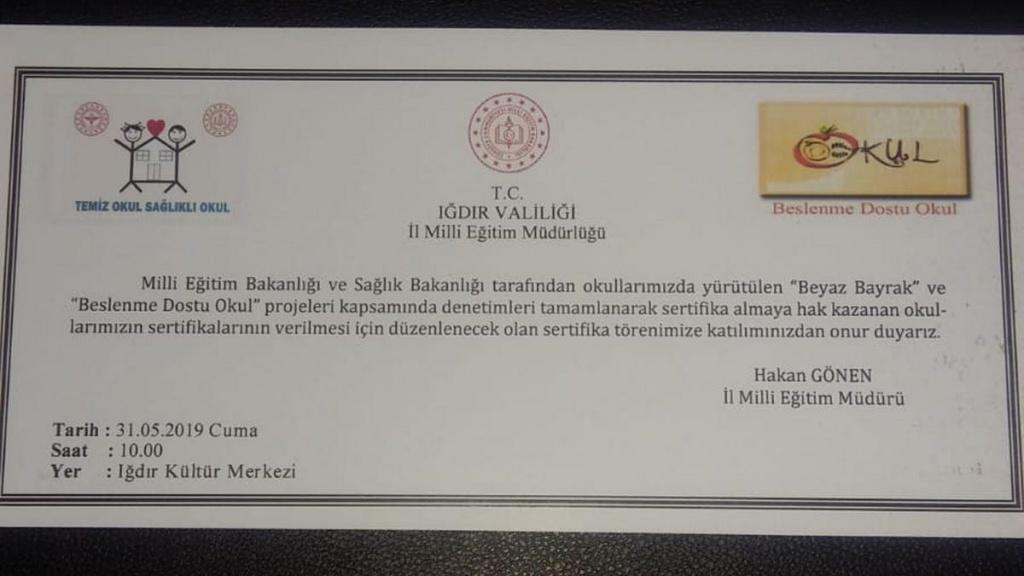 TEMİZ OKUL SAĞLIKLI OKUL
T.C.
IĞDIR VALİLİĞİ
İl Milli Eğitim Müdürlüğü
OKUL
Beslenme Dostu Okul
Milli Eğitim Bakanlığı ve Sağlık Bakanlığı tarafından okullarımızda yürütülen “Beyaz Bayrak” ve
“Beslenme Dostu Okul” projeleri kapsamında denetimleri tamamlanarak sertifika almaya hak kazanan okul-
larımızın sertifikalarının verilmesi için düzenlenecek olan sertifika törenimize katılımınızdan onur duyarız.
Hakan GÖNEN
İl Milli Eğitim Müdürü
Tarih : 31.05.2019 Cuma
Saat : 10.00
Yer : Iğdır Kültür Merkezi